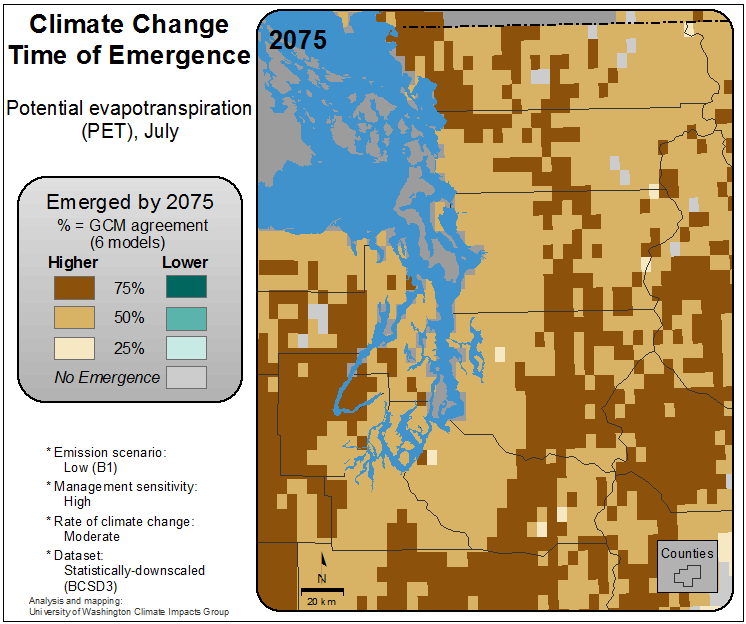 Climate Change
Time of Emergence
Potential evapotranspiration
(PET), July
Emerged by 2075
% = GCM agreement
(6 models)
Higher Lower
75%
50%
25%
No Emergence
* Emission scenario:
Low (B1)
* Management sensitivity:
High
* Rate of climate change:
Moderate
* Dataset:
Statistically-downscaled
(BCSD3)
Analysis and mapping:
University of Washington Climate Impacts Group
2075
N
20 km
Counties